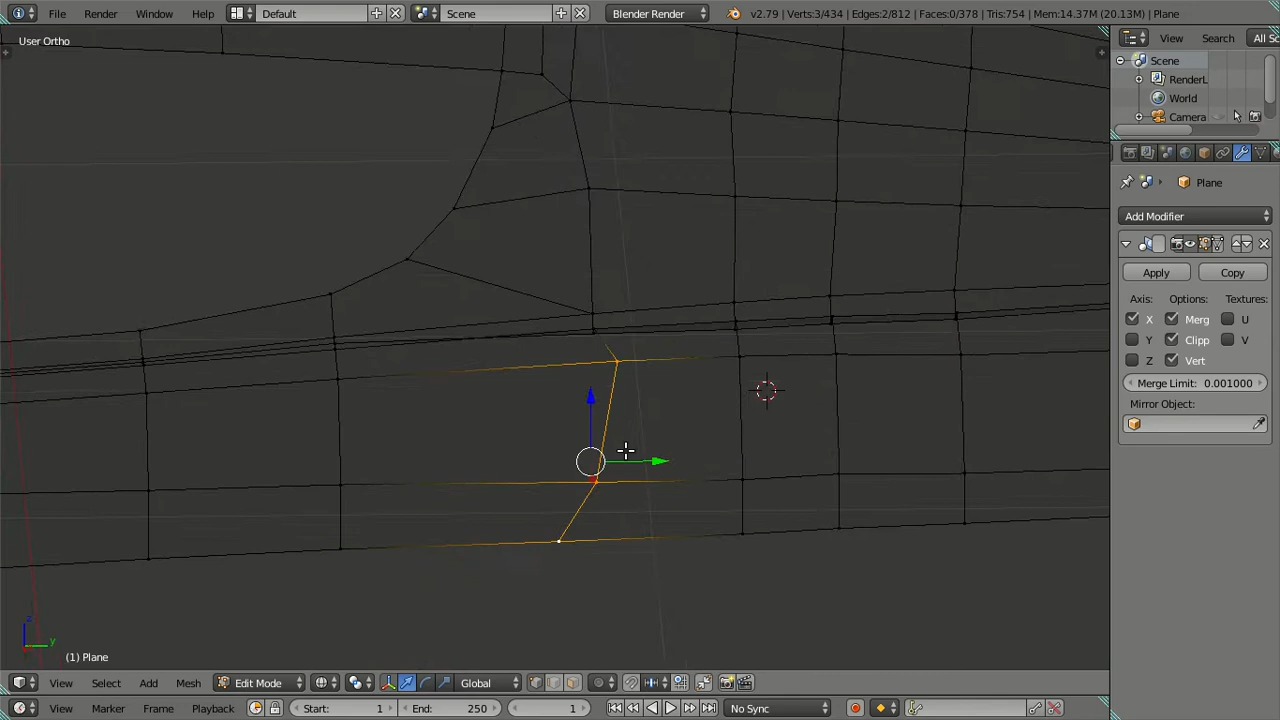 File Render Window Help Default Scene Blender Render v2.79 | Verts:3/434 | Edges:2/812 | Faces:0/378 | Tris:754 | Mem:14.37M (20.13M) | Plane
User Ortho
View Search All Sc
Scene
RenderL
World
Camera
Plane
Add Modifier
Apply Copy
Axis: Options: Textures:
X Merg U
Y Clipp V
Z Vert
Merge Limit: 0.001000
Mirror Object:
z
y
(1) Plane
View Select Add Mesh Edit Mode Global
View Marker Frame Playback Start: 1 End: 250 1 No Sync